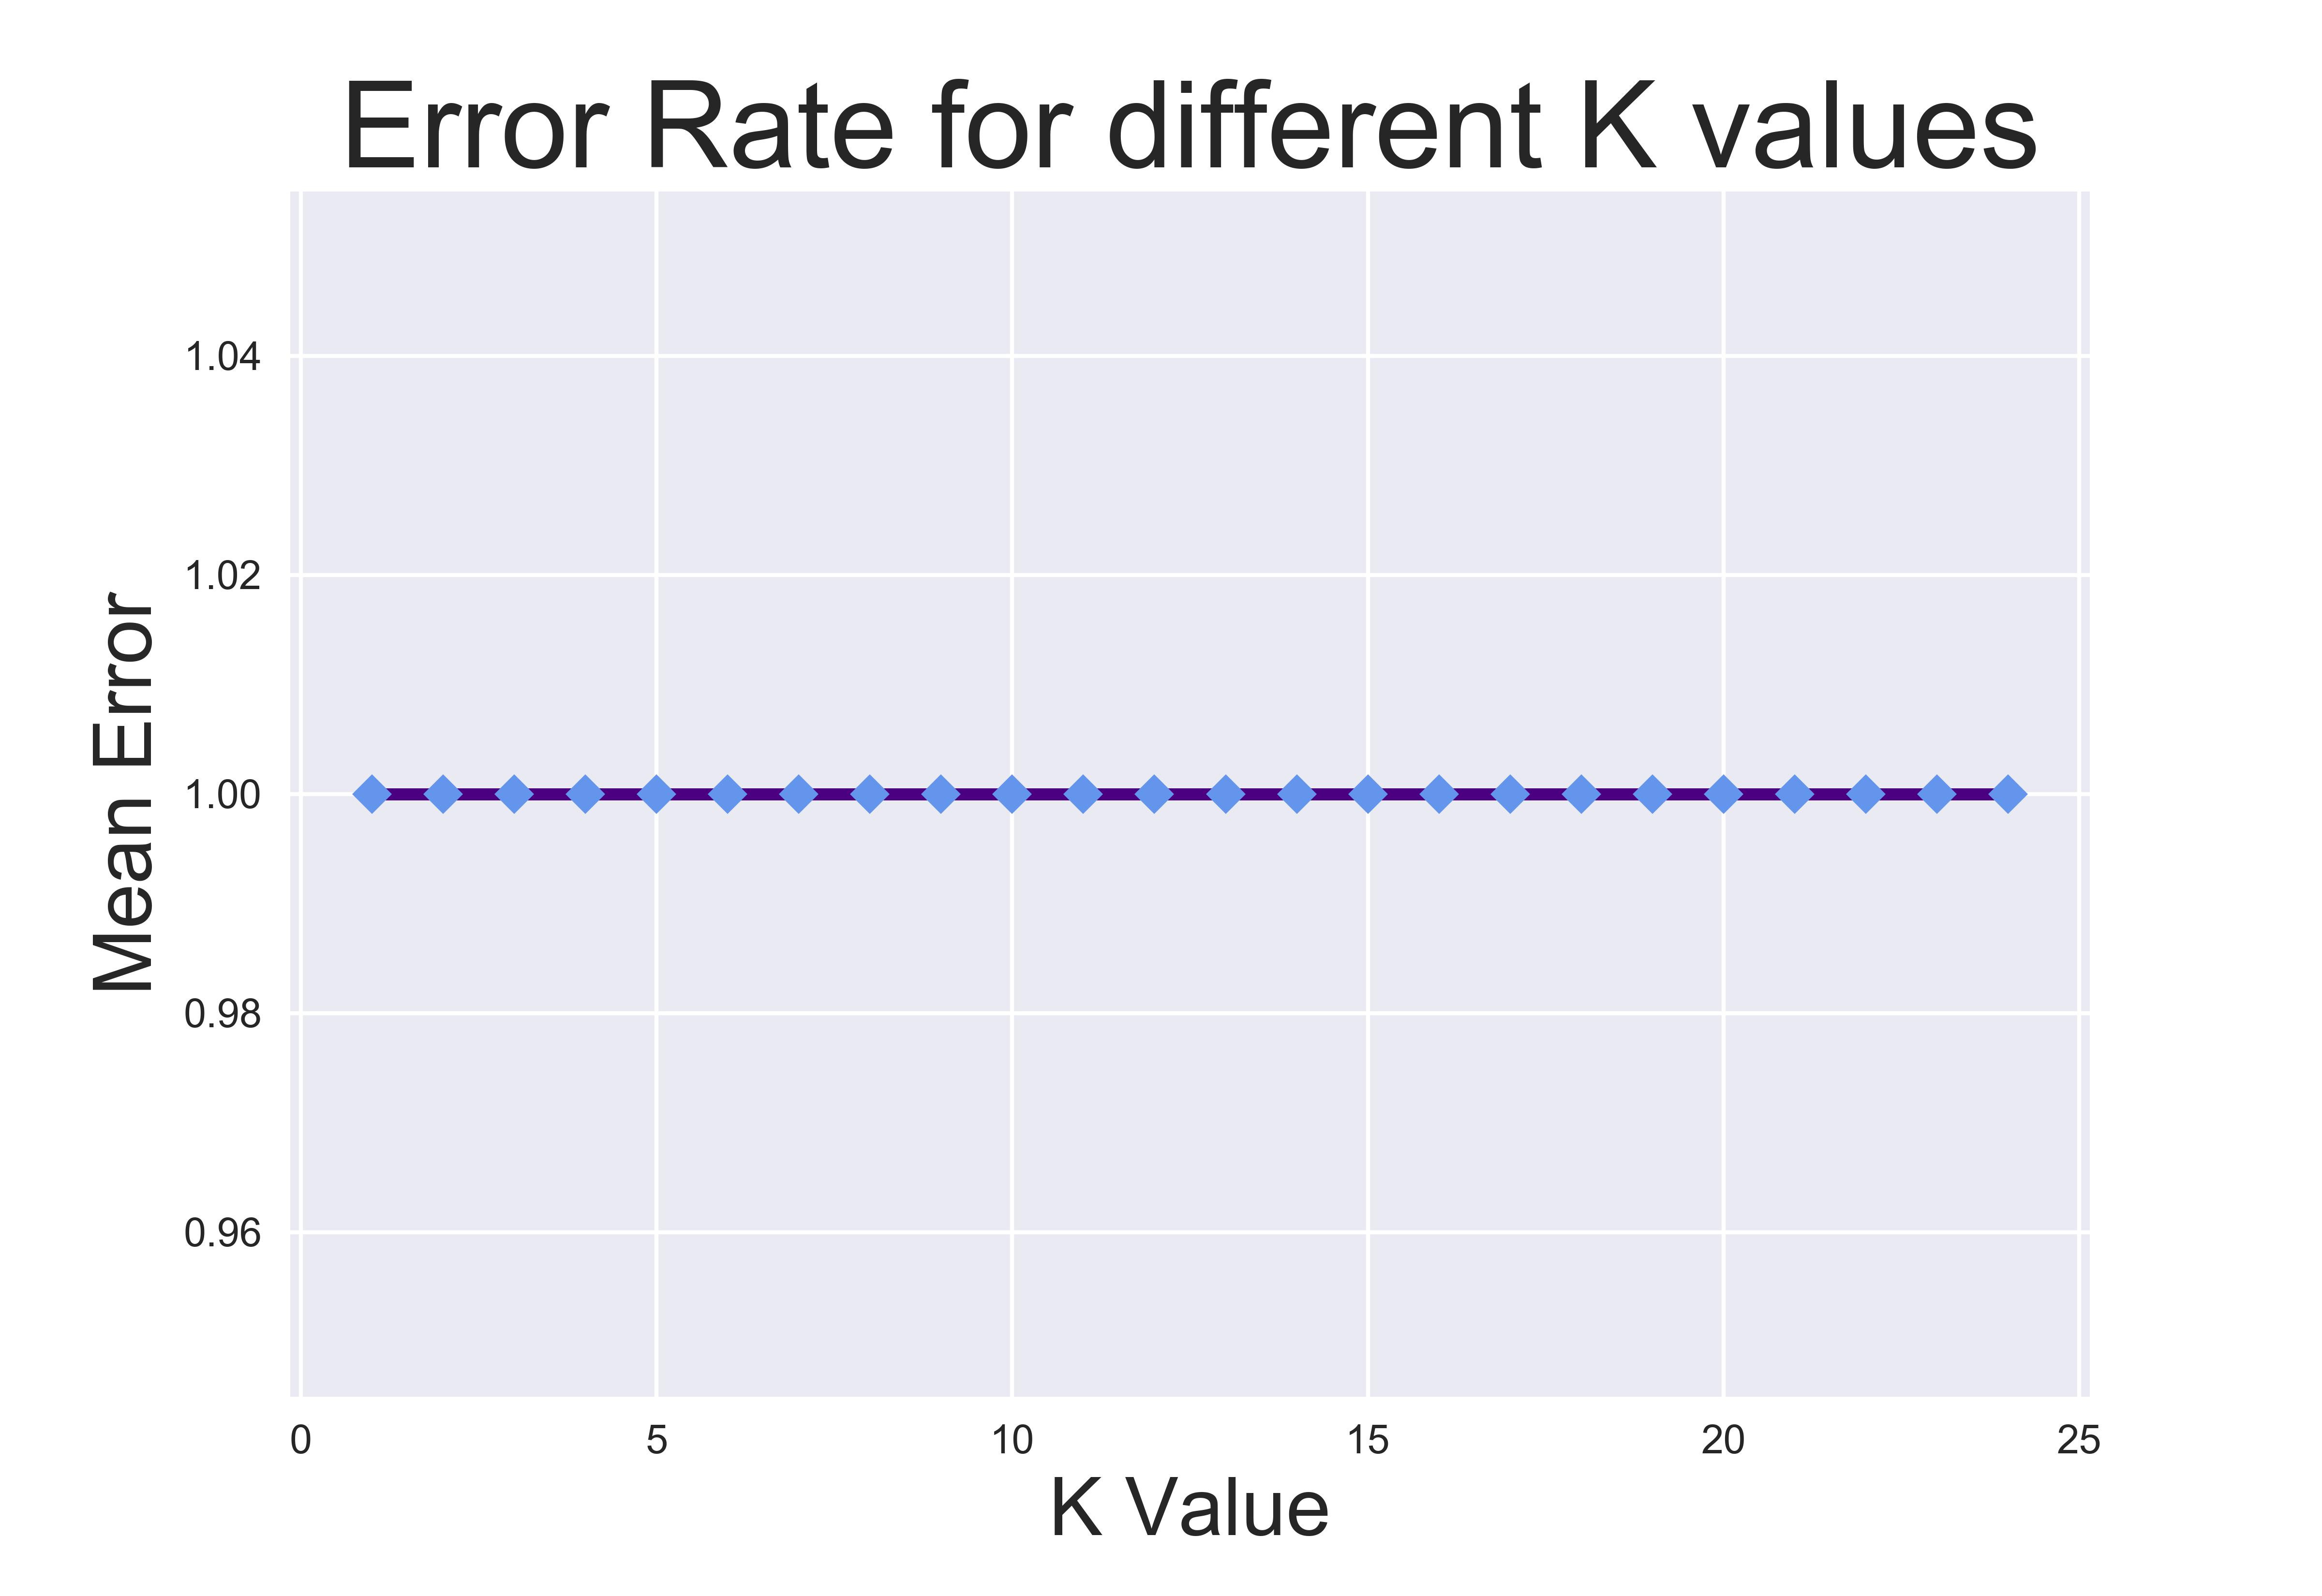 Error Rate for different K values
1.04
1.02
1.00
0.98
0.96
Mean Error
0 5 10 15 20 25
K Value